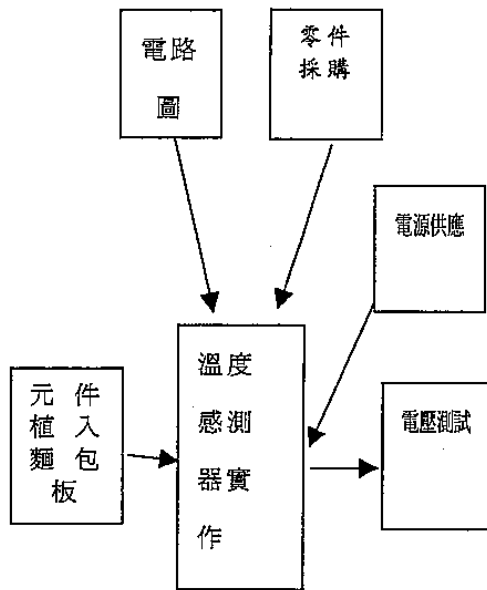 電路
圖
零件
採購
電源供應
溫度
感測
器實
作
元件
植入
麵包
板
電壓測試